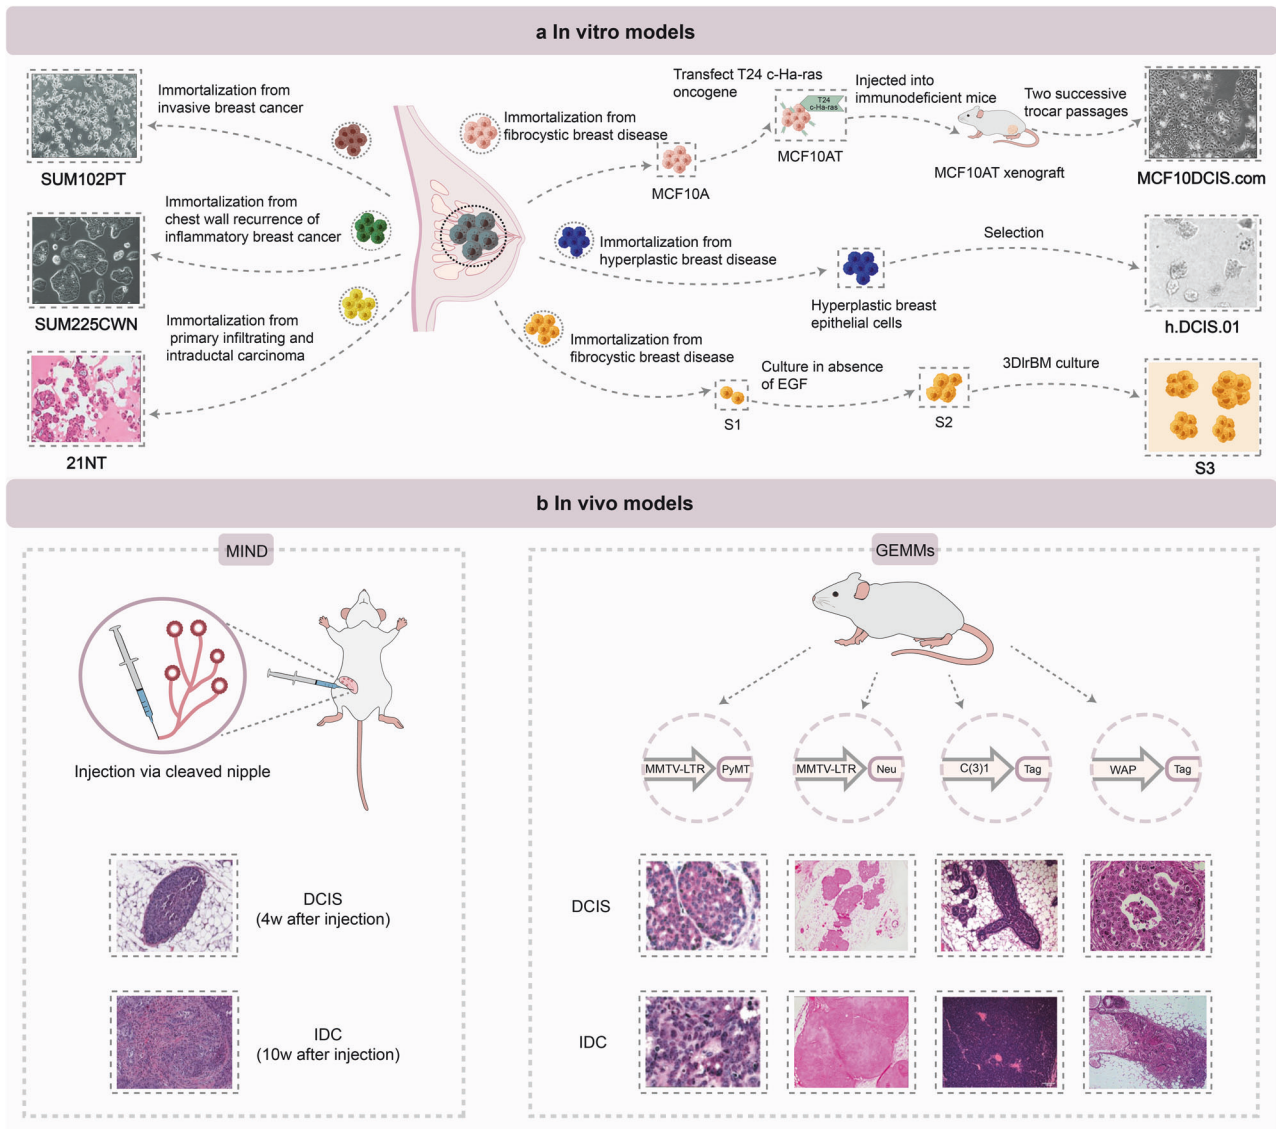 a In vitro models
Immortalization from
invasive breast cancer
SUM102PT
Immortalization from
chest wall recurrence of
inflammatory breast cancer
SUM225CWN
Immortalization from
primary infiltrating and
intraductal carcinoma
21NT
Immortalization from
fibrocystic breast disease
MCF10A
Transfect T24 c-Ha-ras
oncogene
T24
c-Ha-ras
MCF10AT
Injected into
immunodeficient mice
MCF10AT xenograft
Two successive
trocar passages
MCF10DCIS.com
Immortalization from
hyperplastic breast disease
Hyperplastic breast
epithelial cells
Selection
h.DCIS.01
Immortalization from
fibrocystic breast disease
S1
Culture in absence
of EGF
S2
3DIrBM culture
S3
b In vivo models
MIND
Injection via cleaved nipple
DCIS
(4w after injection)
IDC
(10w after injection)
GEMMs
MMTV-LTR PyMT
MMTV-LTR Neu
C(3)1 Tag
WAP Tag
DCIS
IDC